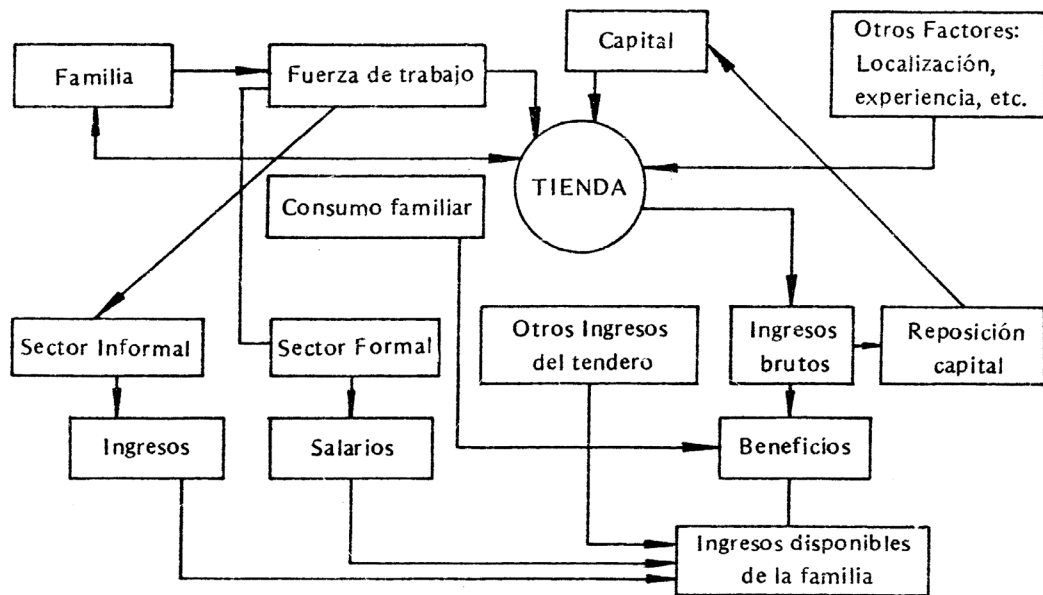 Familia
Fuerza de trabajo
Capital
Otros Factores:
Localización,
experiencia, etc.
TIENDA
Consumo familiar
Sector Informal
Sector Formal
Otros Ingresos
del tendero
Ingresos
brutos
Reposición
capital
Ingresos
Salarios
Beneficios
Ingresos disponibles
de la familia